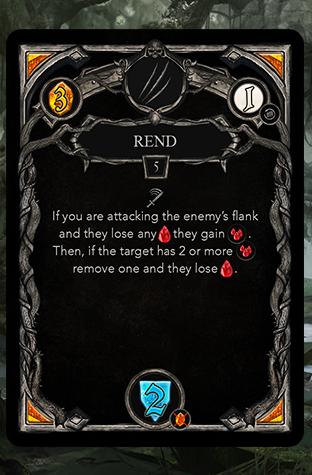 3
1
REND
5
If you are attacking the enemy's flank
and they lose any they gain .
Then, if the target has 2 or more
remove one and they lose .
2